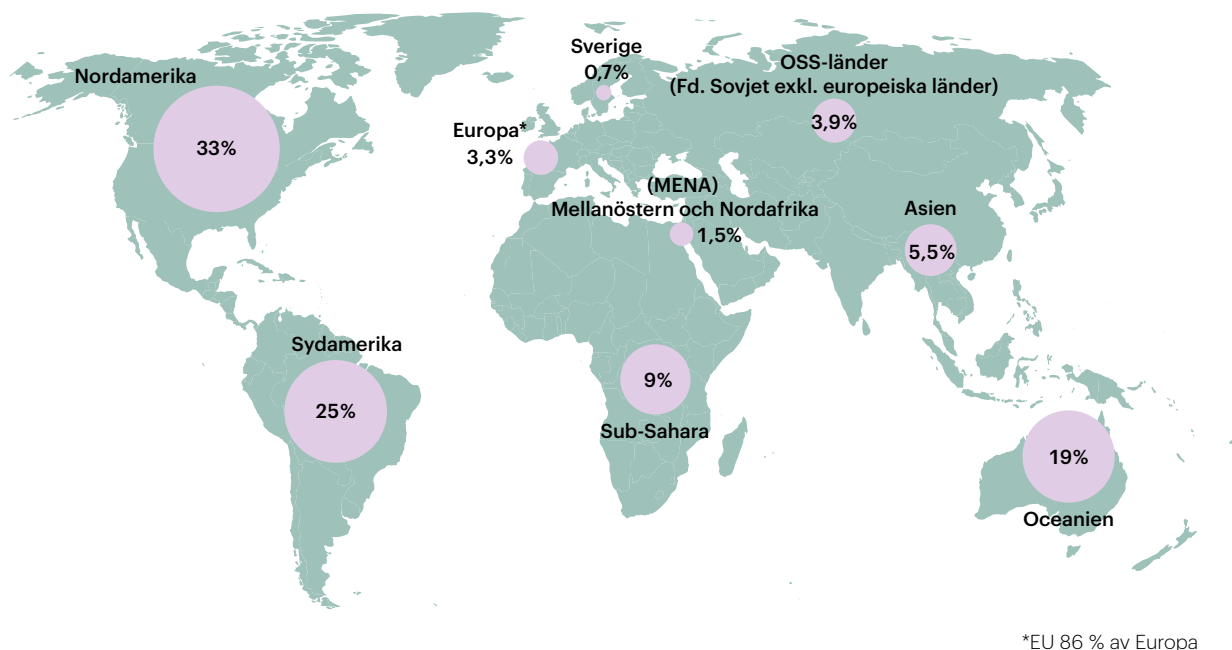 Nordamerika
33%
Sverige
0,7%
OSS-länder
(Fd. Sovjet exkl. europeiska länder)
3,9%
Europa*
3,3%
(MENA)
Mellanöstern och Nordafrika
1,5%
Asien
5,5%
Sydamerika
25%
9%
Sub-Sahara
19%
Oceanien
*EU 86 % av Europa